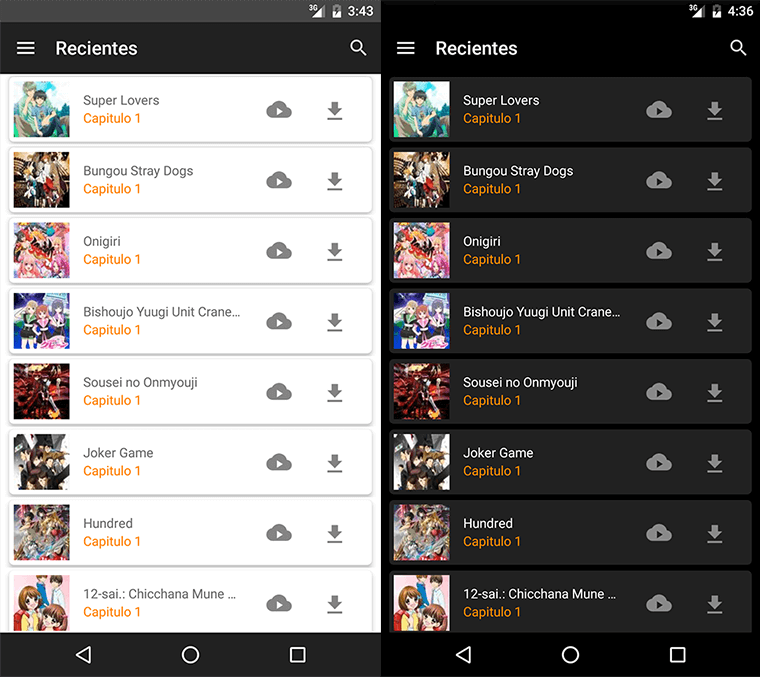 3G 3:43
Recientes
Super Lovers
Capitulo 1
Bungou Stray Dogs
Capitulo 1
Onigiri
Capitulo 1
Bishoujo Yuugi Unit Crane...
Capitulo 1
Sousei no Onmyouji
Capitulo 1
Joker Game
Capitulo 1
Hundred
Capitulo 1
12-sai.: Chicchana Mune ...
Capitulo 1
3G 4:36
Recientes
Super Lovers
Capitulo 1
Bungou Stray Dogs
Capitulo 1
Onigiri
Capitulo 1
Bishoujo Yuugi Unit Crane...
Capitulo 1
Sousei no Onmyouji
Capitulo 1
Joker Game
Capitulo 1
Hundred
Capitulo 1
12-sai.: Chicchana Mune ...
Capitulo 1